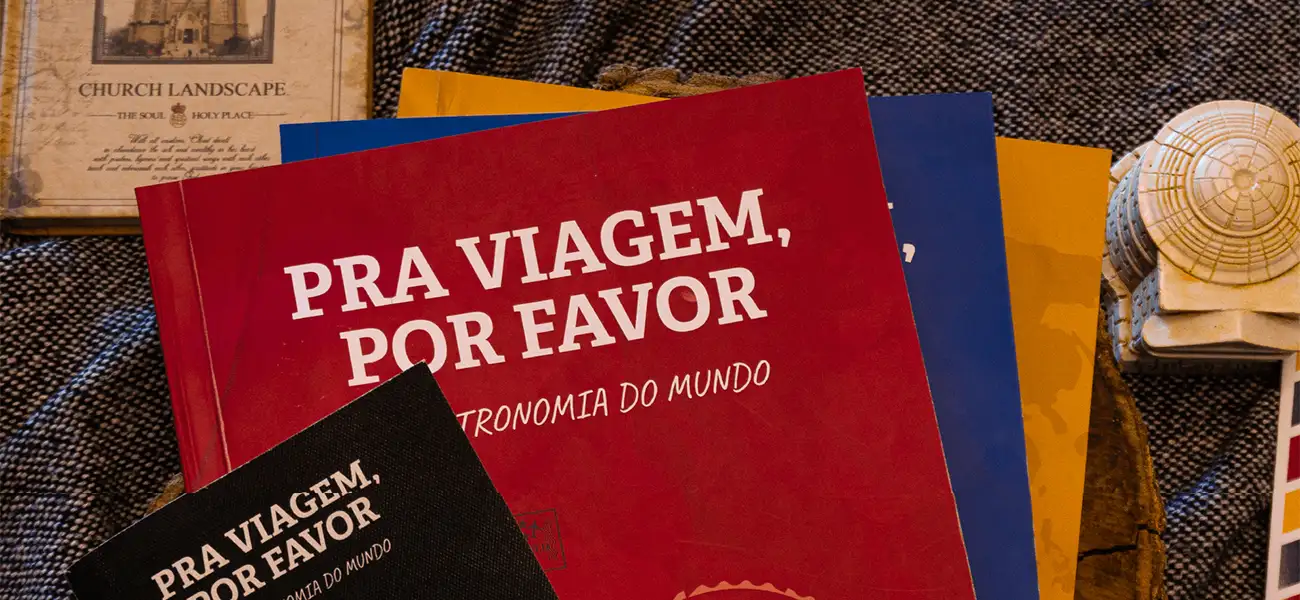 CHURCH LANDSCAPE
THE SOUL HOLY PLACE
PRA VIAGEM,
POR FAVOR
TRONOMIA DO MUNDO
PRA VIAGEM,
POR FAVOR
NOMIA DO MUNDO